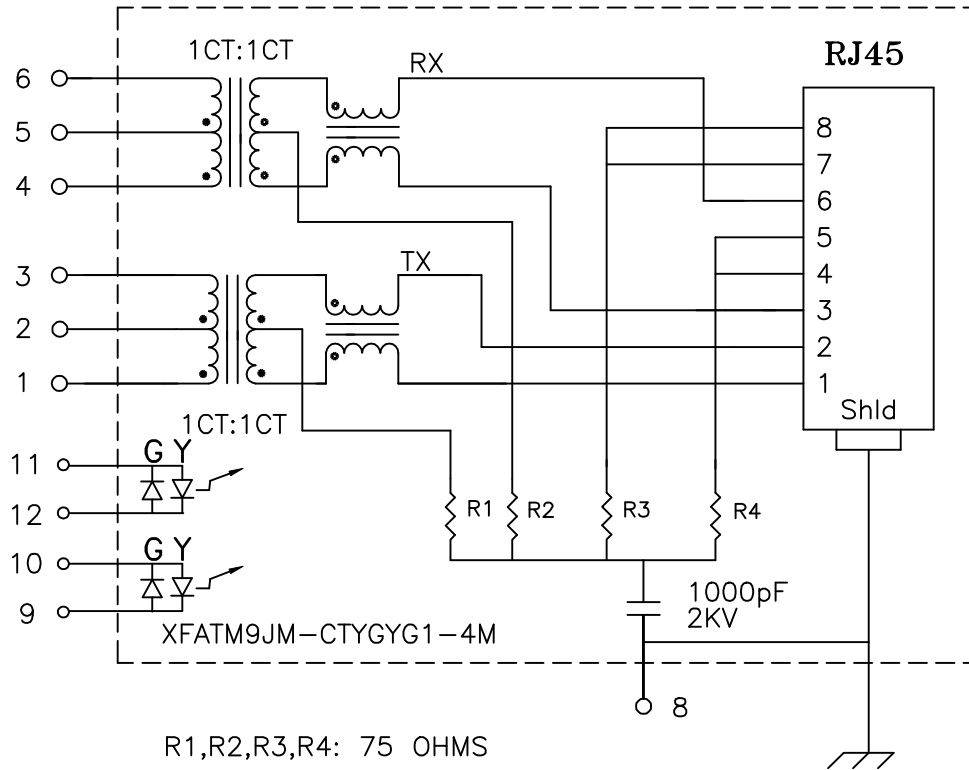 1CT:1CT
RJ45
6
RX
8
5
7
4
6
5
3
TX
4
3
2
2
1
1
Shld
1CT:1CT
11
G Y
12
R1
R2
R3
R4
10
G Y
9
1000pF
2KV
XFATM9JM-CTYGYG1-4M
8
R1,R2,R3,R4: 75 OHMS